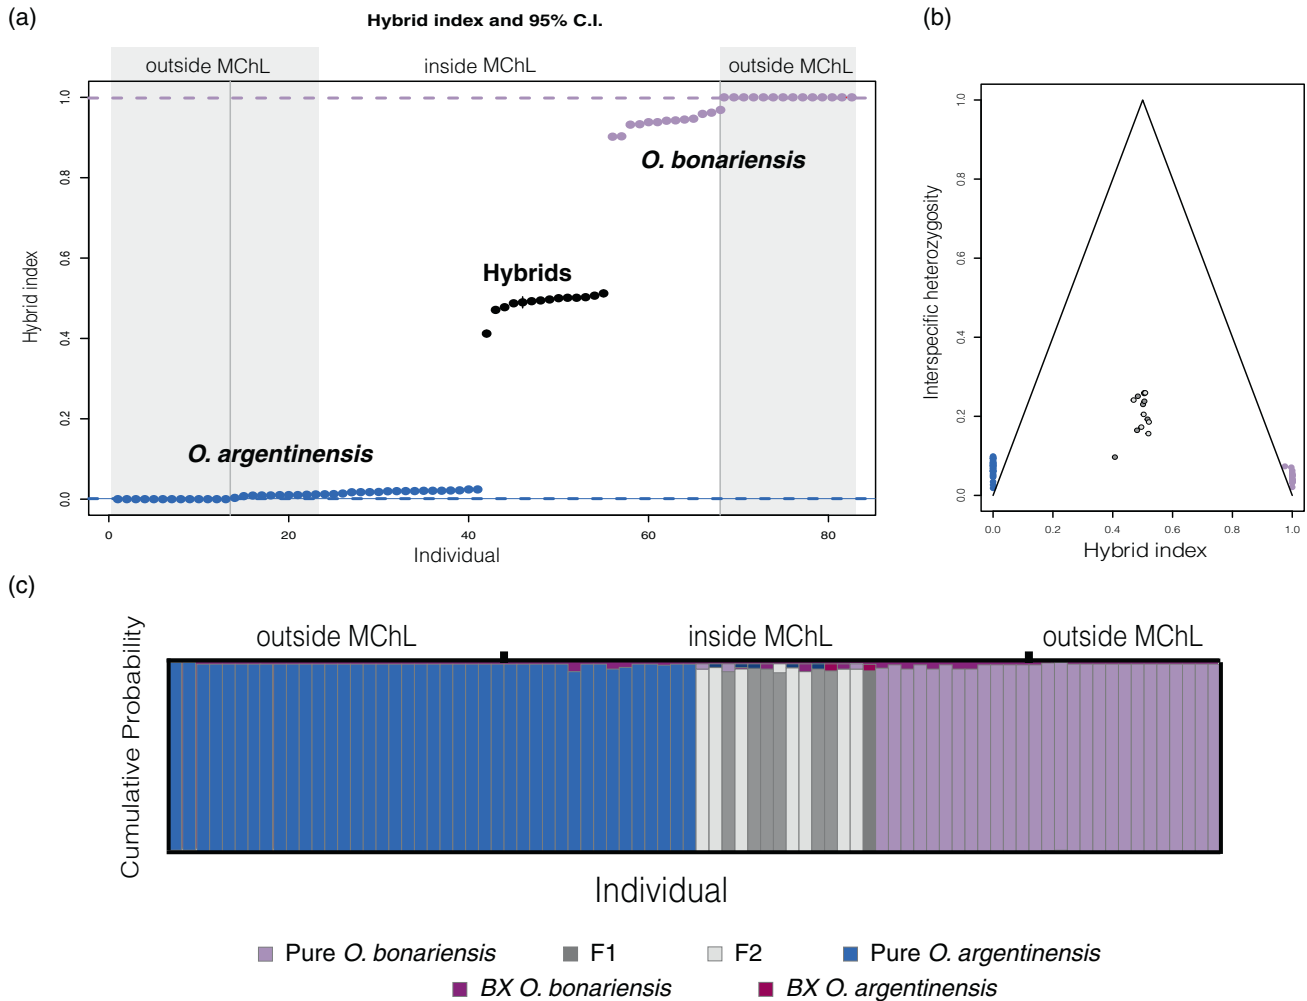 (a)
Hybrid index and 95% C.I.
outside MChL
inside MChL
outside MChL
1.0
0.8
0.6
0.4
0.2
0.0
Hybrid index
O. bonariensis
Hybrids
O. argentinensis
0
20
40
60
80
Individual
(b)
1.0
0.8
0.6
0.4
0.2
0.0
Interspecific heterozygosity
0.0
0.2
0.4
0.6
0.8
1.0
Hybrid index
(c)
outside MChL
inside MChL
outside MChL
Cumulative Probability
Individual
Pure O. bonariensis
F1
F2
Pure O. argentinensis
BX O. bonariensis
BX O. argentinensis